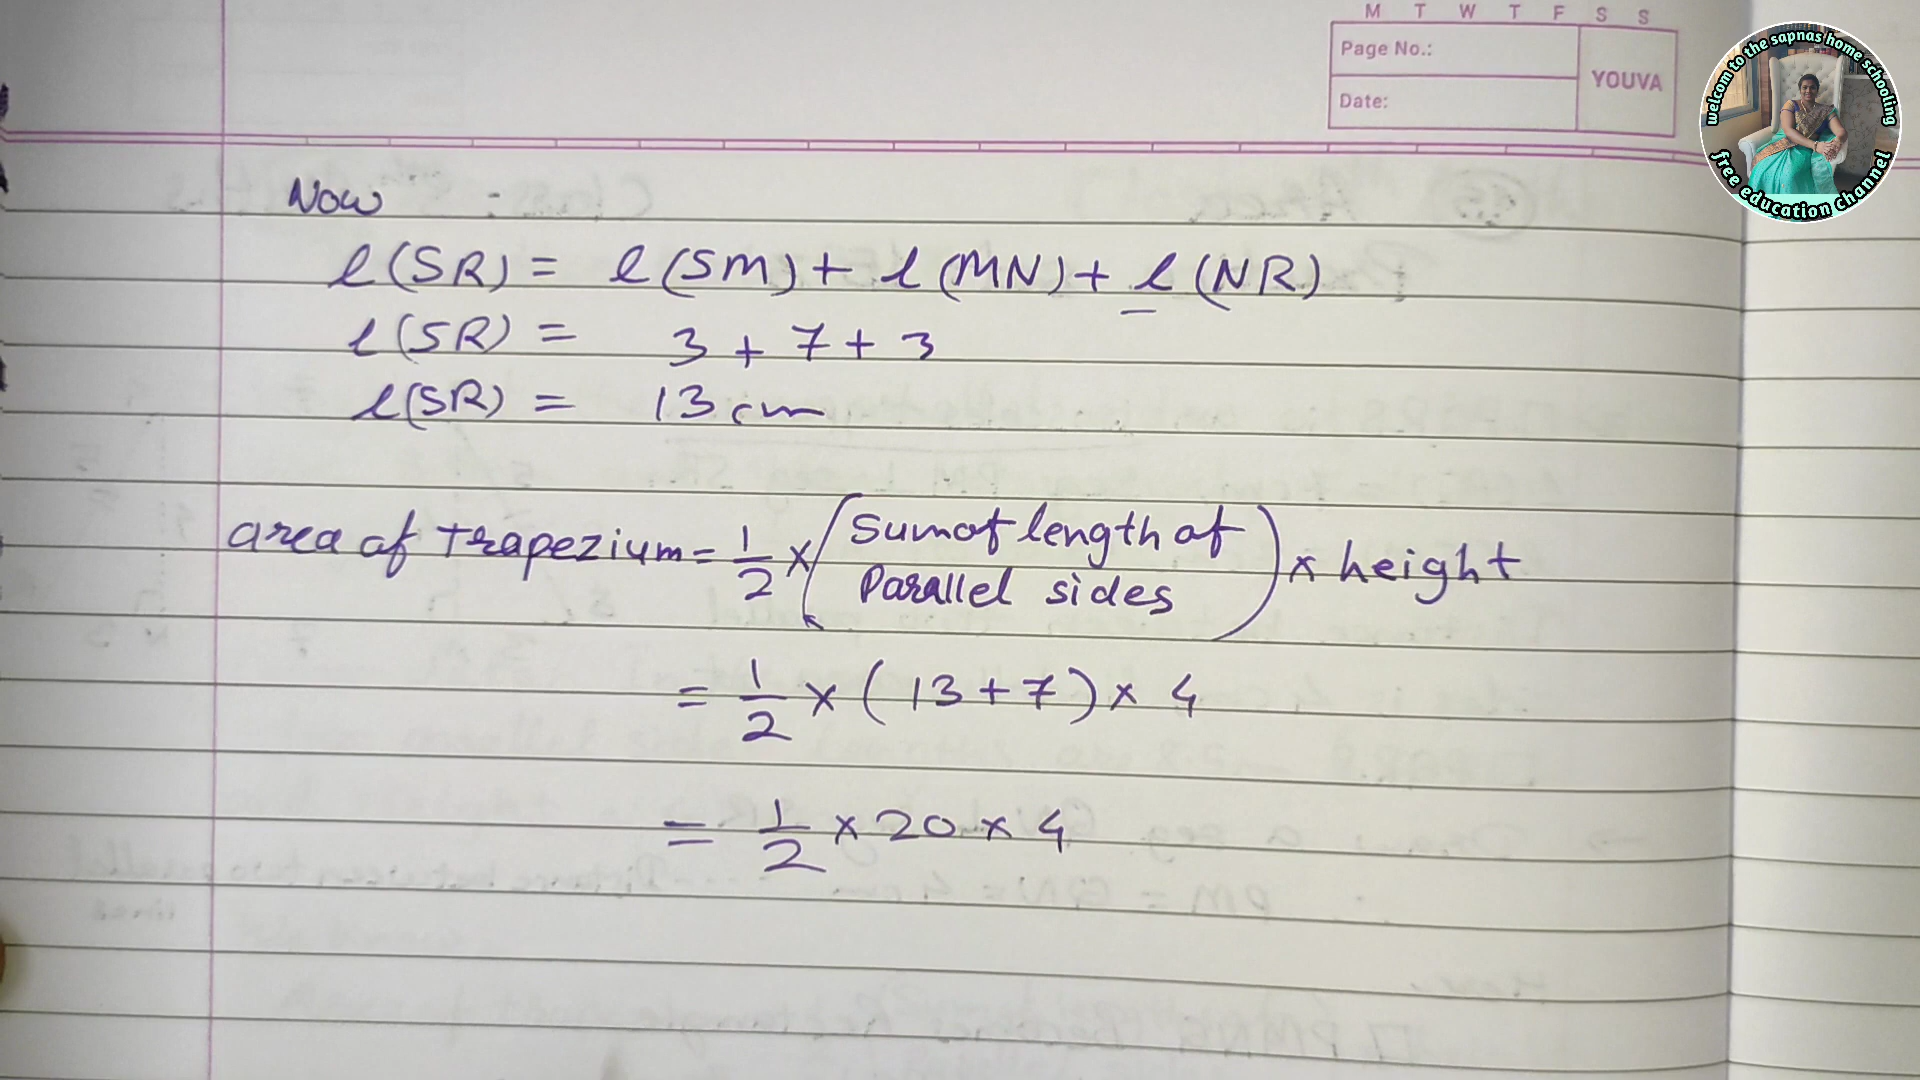 M T W T F S S
Page No.:
YOUVA
Date:
welcom to the sapnas home schooling
free education channel
Now :
l(SR) = l(SM) + l(MN) + l(NR)
l(SR) = 3 + 7 + 3
l(SR) = 13 cm
area of trapezium = 1/2 × (Sum of length of Parallel sides) × height
= 1/2 × (13 + 7) × 4
= 1/2 × 20 × 4